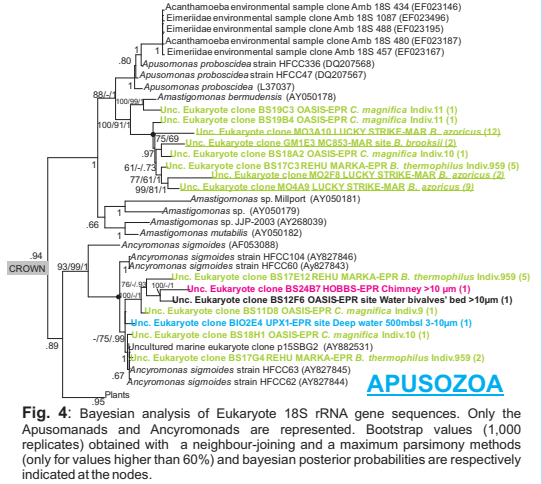 Acanthamoeba environmental sample clone Amb 18S 434 (EF023146)
Eimeriidae environmental sample clone Amb 18S 1087 (EF023496)
Eimeriidae environmental sample clone Amb 18S 488 (EF023195)
Acanthamoeba environmental sample clone Amb 18S 480 (EF023187)
1
1
Eimeriidae environmental sample clone Amb 18S 457 (EF023167)
.80
Apusomonas proboscidea strain HFCC336 (DQ207568)
Apusomonas proboscidea strain HFCC47 (DQ207567)
1
Apusomonas proboscidea (L37037)
88/-/1
Amastigomonas bermudensis (AY050178)
100/99/1
Unc. Eukaryote clone BS19C3 OASIS-EPR C. magnifica Indiv.11 (1)
Unc. Eukaryote clone BS19B4 OASIS-EPR C. magnifica Indiv.11 (1)
100/91/1
Unc. Eukaryote clone MO3A10 LUCKY STRIKE-MAR B. azoricus (12)
75/69
Unc. Eukaryote clone GM1E3 MC853-MAR site B. brooksii (2)
.97
Unc. Eukaryote clone BS18A2 OASIS-EPR C. magnifica Indiv.10 (1)
61/-/.73
Unc. Eukaryote clone BS17C3 REHU MARKA-EPR B. thermophilus Indiv.959 (5)
77/61/1
Unc. Eukaryote clone MO2F8 LUCKY STRIKE-MAR B. azoricus (2)
99/81/1
Unc. Eukaryote clone MO4A9 LUCKY STRIKE-MAR B. azoricus (9)
1
Amastigomonas sp. Millport (AY050181)
1
Amastigomonas sp. (AY050179)
.66
Amastigomonas sp. JJP-2003 (AY268039)
1
Amastigomonas mutabilis (AY050182)
Ancyromonas sigmoides (AF053088)
.94
Ancyromonas sigmoides strain HFCC104 (Ay827846)
CROWN
93/99/1
Ancyromonas sigmoides strain HFCC60 (Ay827843)
1
76/-/.93
100/-/1
Unc. Eukaryote clone BS17E12 REHU MARKA-EPR B. thermophilus Indiv.959 (5)
Unc. Eukaryote clone BS24B7 HOBBS-EPR Chimney >10 µm (1)
100/-/1
Unc. Eukaryote clone BS12F6 OASIS-EPR site Water bivalves' bed >10µm (1)
Unc. Eukaryote clone BS11D8 OASIS-EPR C. magnifica Indiv.9 (1)
Unc. Eukaryote clone BIO2E4 UPX1-EPR site Deep water 500mbsl 3-10µm (1)
-/75/.99
Unc. Eukaryote clone BS18H1 OASIS-EPR C. magnifica Indiv.10 (1)
.89
Uncultured marine eukaryote clone p15SBG2 (AY882531)
Unc. Eukaryote clone BS17G4 REHU MARKA-EPR B. thermophilus Indiv.959 (2)
Ancyromonas sigmoides strain HFCC63 (AY827845)
.67
Ancyromonas sigmoides strain HFCC62 (AY827844)
Plants
.95
APUSOZOA
Fig. 4: Bayesian analysis of Eukaryote 18S rRNA gene sequences. Only the
Apusomanads and Ancyromonads are represented. Bootstrap values (1,000
replicates) obtained with a neighbour-joining and a maximum parsimony methods
(only for values higher than 60%) and bayesian posterior probabilities are respectively
indicated at the nodes.